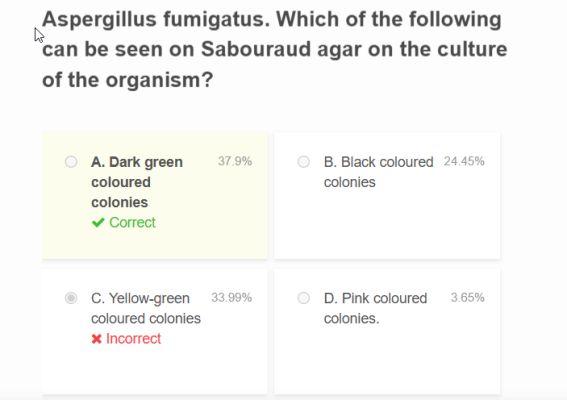 Aspergillus fumigatus. Which of the following
can be seen on Sabouraud agar on the culture
of the organism?
A. Dark green 37.9%
coloured
colonies
Correct
B. Black coloured 24.45%
colonies
C. Yellow-green 33.99%
coloured colonies
Incorrect
D. Pink coloured 3.65%
colonies.